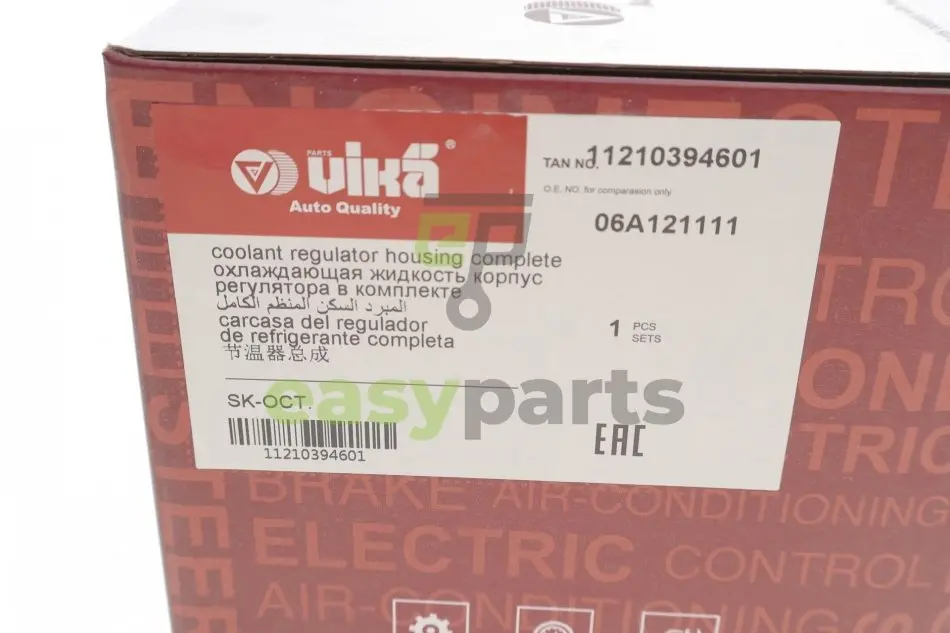 PARTS
vika®
Auto Quality
TAN NO. 11210394601
O.E. NO. for comparasion only
06A121111
coolant regulator housing complete
охлаждающая жидкость корпус
регулятора в комплекте
المبرد السكن المنظم الكامل
carcasa del regulador
de refrigerante completa
节温器总成
1 PCS
SETS
SK-OCT.
easyparts
11210394601
EAC
BRAKE AIR-CONDITIONING
ELECTRIC CONTROL
AIR-CONDITIONING